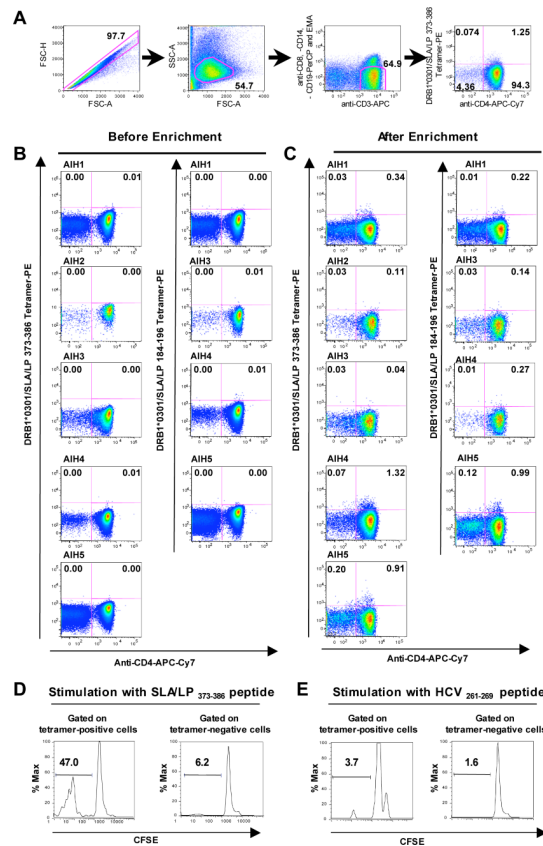 A
97.7
FSC-H
FSC-A
SSC-A
54.7
FSC-A
anti-CD8, -CD14,
- CD19-PerCP and EMA
64.9
anti-CD3-APC
DRB1*0301/SLA/LP 373-386
Tetramer-PE
0.074 1.25
4.36 94.3
anti-CD4-APC-Cy7
Before Enrichment
After Enrichment
B
DRB1*0301/SLA/LP 373-386 Tetramer-PE
AIH1
0.00 0.01
AIH2
0.00 0.00
AIH3
0.00 0.00
AIH4
0.00 0.01
AIH5
0.00 0.00
DRB1*0301/SLA/LP 184-196 Tetramer-PE
AIH1
0.00 0.00
AIH3
0.00 0.01
AIH4
0.00 0.01
AIH5
0.00 0.00
Anti-CD4-APC-Cy7
C
DRB1*0301/SLA/LP 373-386 Tetramer-PE
AIH1
0.03 0.34
AIH2
0.03 0.11
AIH3
0.03 0.04
AIH4
0.07 1.32
AIH5
0.20 0.91
DRB1*0301/SLA/LP 184-196 Tetramer-PE
AIH1
0.01 0.22
AIH3
0.03 0.14
AIH4
0.01 0.27
AIH5
0.12 0.99
Anti-CD4-APC-Cy7
D
Stimulation with SLA/LP 373-386 peptide
Gated on
tetramer-positive cells
47.0
% Max
Gated on
tetramer-negative cells
6.2
% Max
CFSE
E
Stimulation with HCV 261-269 peptide
Gated on
tetramer-positive cells
3.7
% Max
Gated on
tetramer-negative cells
1.6
% Max
CFSE